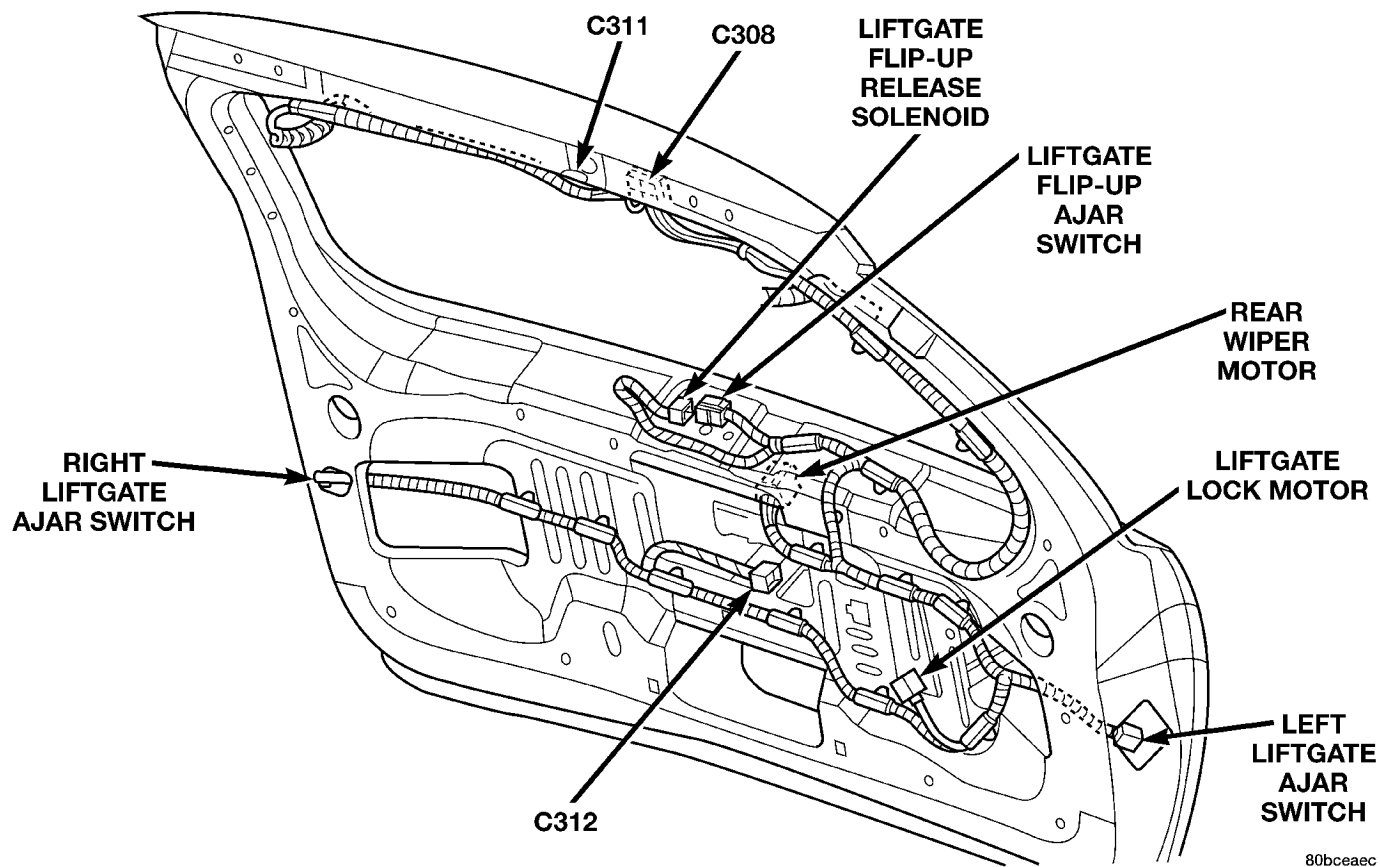 C311
C308
LIFTGATE
FLIP-UP
RELEASE
SOLENOID
LIFTGATE
FLIP-UP
AJAR
SWITCH
REAR
WIPER
MOTOR
RIGHT
LIFTGATE
AJAR SWITCH
LIFTGATE
LOCK MOTOR
LEFT
LIFTGATE
AJAR
SWITCH
C312
80bceaec